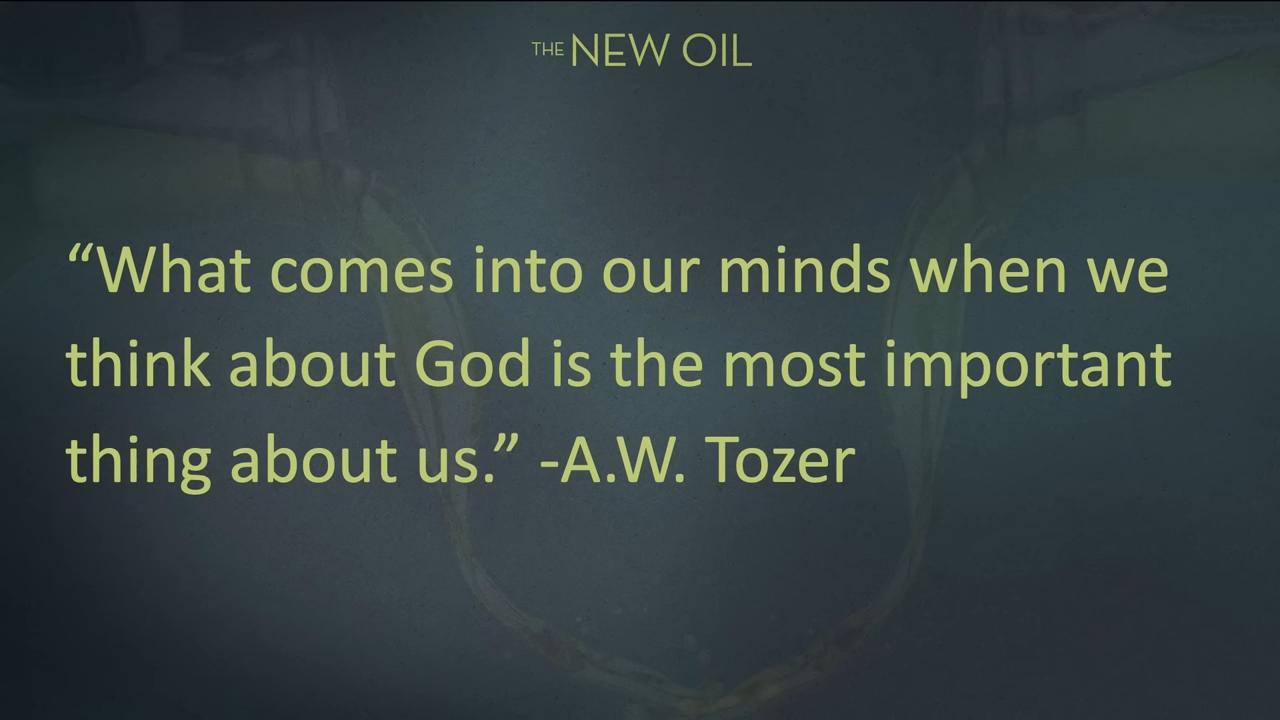 THE NEW OIL
“What comes into our minds when we
think about God is the most important
thing about us.” -A.W. Tozer